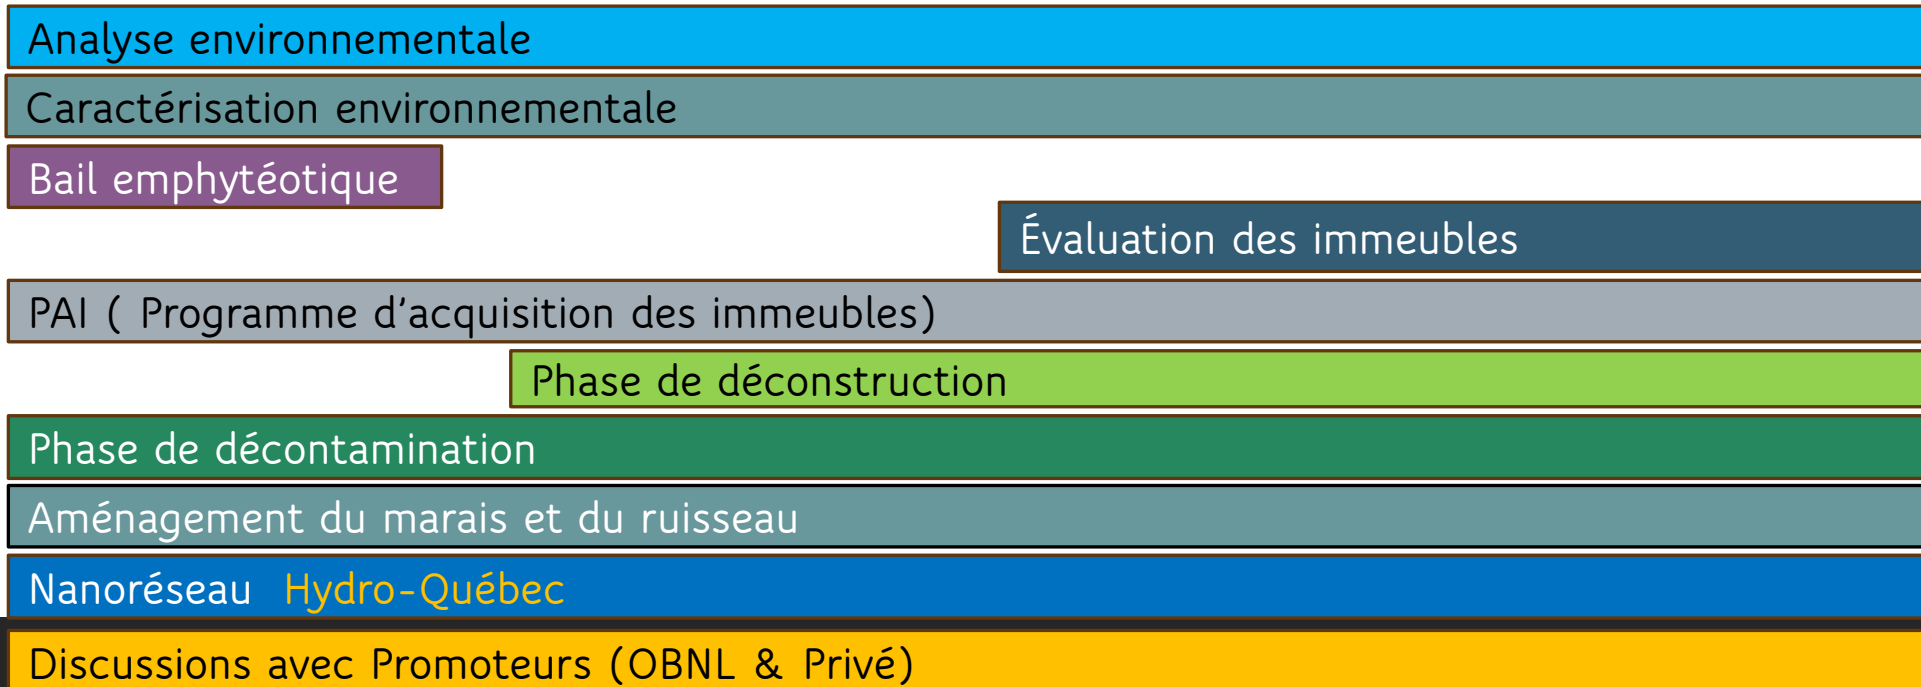 Analyse environnementale
Caractérisation environnementale
Bail emphytéotique
Évaluation des immeubles
PAI ( Programme d’acquisition des immeubles)
Phase de déconstruction
Phase de décontamination
Aménagement du marais et du ruisseau
Nanoréseau Hydro-Québec
Discussions avec Promoteurs (OBNL & Privé)